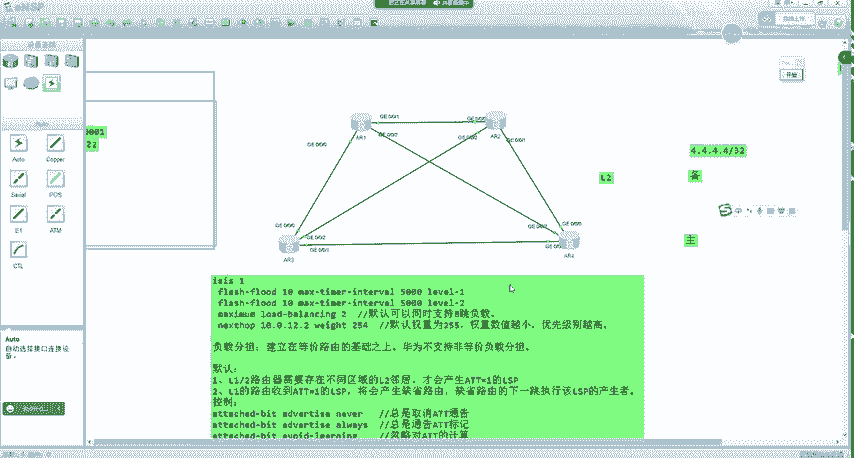 eNSP
0001
22
Auto
Copper
Serial
POS
E1
ATM
CTL
Auto
自动选择接口连接设备。
AR1
AR2
AR3
AR4
GE 0/0/1
GE 0/0/0
GE 0/0/2
GE 0/0/0
GE 0/0/2
GE 0/0/1
GE 0/0/1
GE 0/0/0
L2
4.4.4.4/32
备
主
开始
isis 1
flash-flood 10 max-timer-interval 5000 level-1
flash-flood 10 max-timer-interval 5000 level-2
maximum load-balancing 2 //默认可以同时支持8跳负载。
nexthop 10.0.12.2 weight 254 //默认权重为255，权重数值越小，优先级别越高。
负载分担：建立在等价路由的基础之上。华为不支持非等价负载分担。
默认：
1、L1/2路由器需要存在不同区域的L2邻居，才会产生ATT=1的LSP
2、L1的路由收到ATT=1的LSP，将会产生缺省路由，缺省路由的下一跳执行该LSP的产生者。
控制：
attached-bit advertise never //总是取消ATT通告
attached-bit advertise always //总是通告ATT标记
attached-bit avoid-learning //忽略对ATT的计算